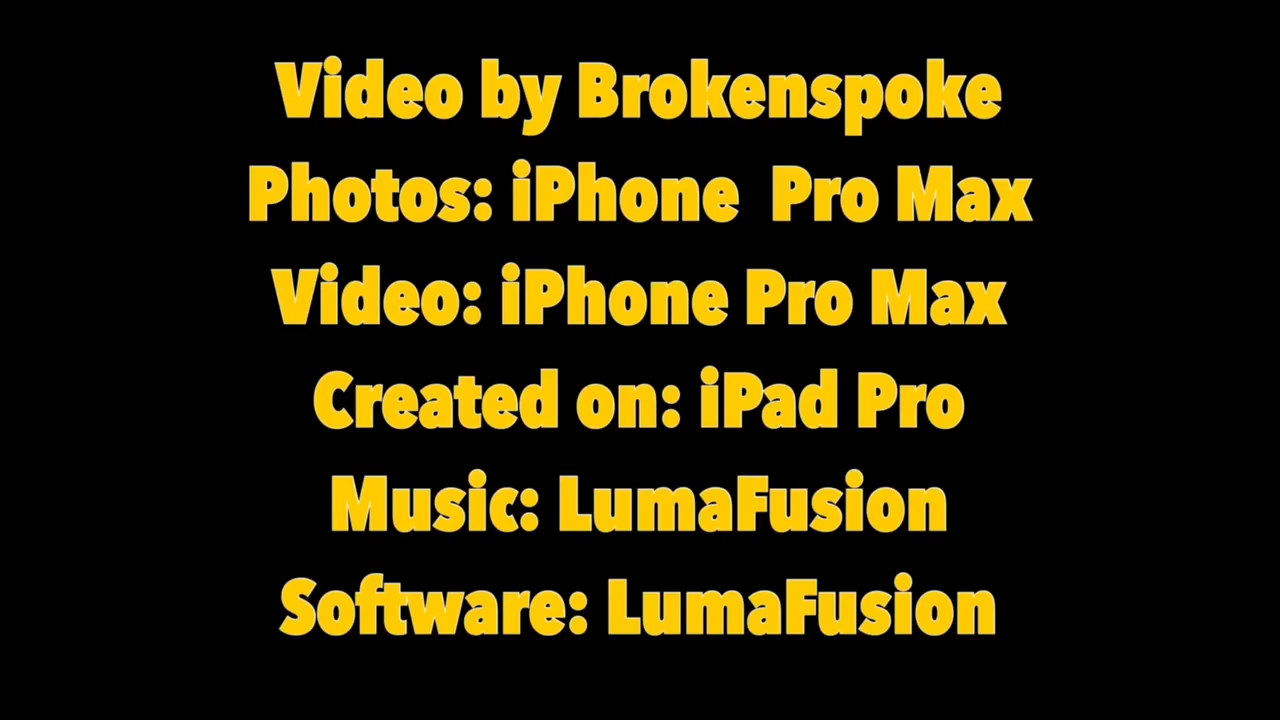 Video by Brokenspoke
Photos: iPhone  Pro Max
Video: iPhone Pro Max
Created on: iPad Pro
Music: LumaFusion
Software: LumaFusion